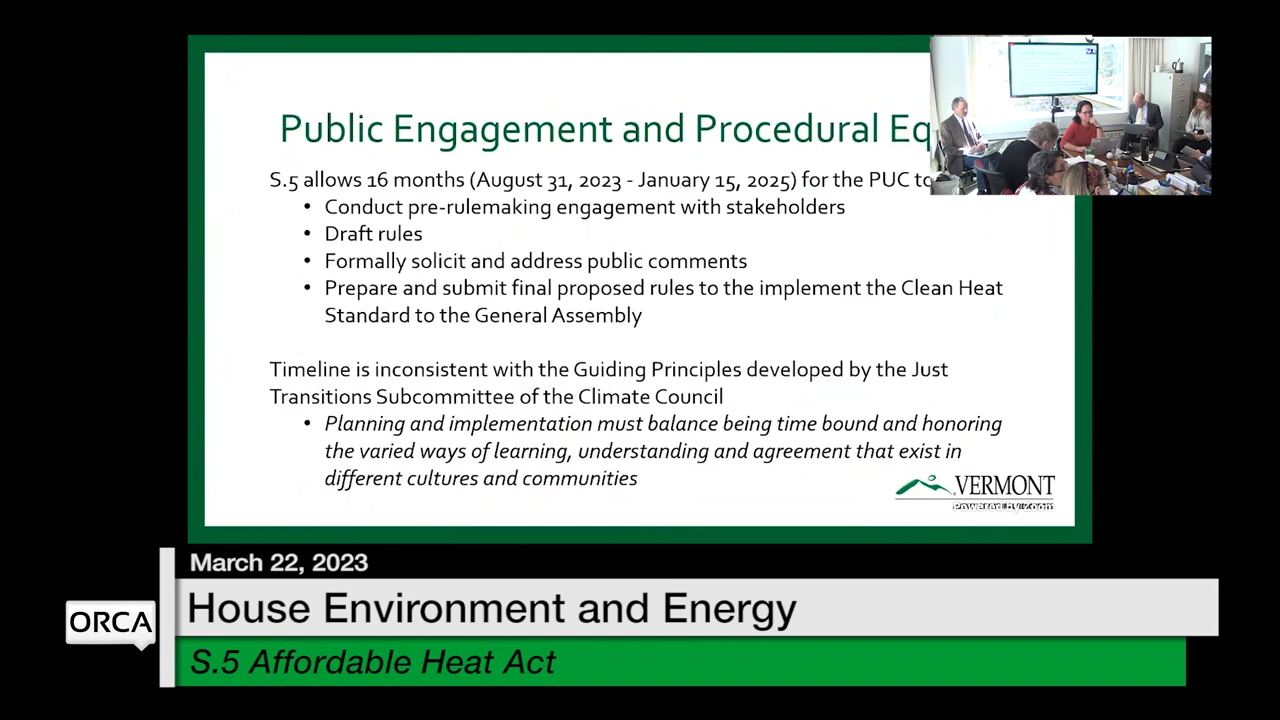 Public Engagement and Procedural Eq
S.5 allows 16 months (August 31, 2023 - January 15, 2025) for the PUC to
• Conduct pre-rulemaking engagement with stakeholders
• Draft rules
• Formally solicit and address public comments
• Prepare and submit final proposed rules to the implement the Clean Heat
Standard to the General Assembly
Timeline is inconsistent with the Guiding Principles developed by the Just
Transitions Subcommittee of the Climate Council
• Planning and implementation must balance being time bound and honoring
the varied ways of learning, understanding and agreement that exist in
different cultures and communities
VERMONT
Powered by Zoom
March 22, 2023
House Environment and Energy
ORCA
S.5 Affordable Heat Act